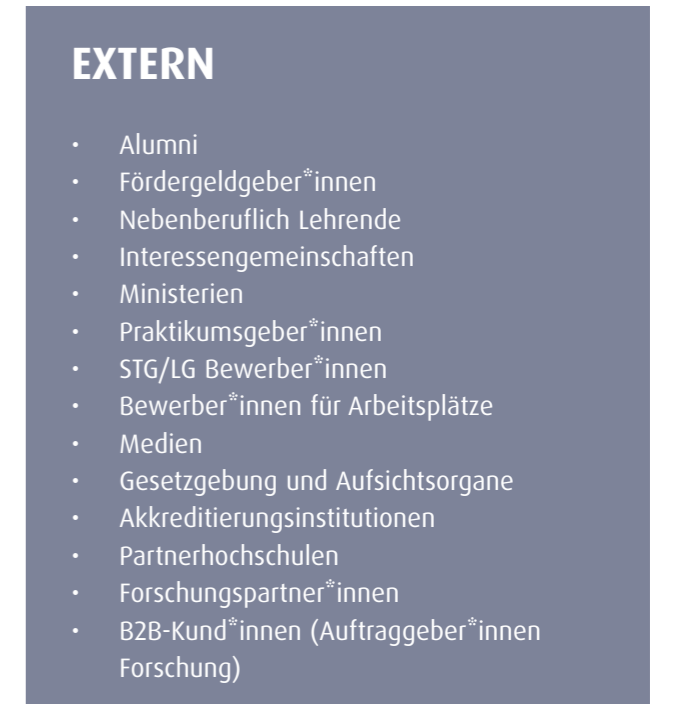 EXTERN
• Alumni
• Fördergeldgeber*innen
• Nebenberuflich Lehrende
• Interessengemeinschaften
• Ministerien
• Praktikumsgeber*innen
• STG/LG Bewerber*innen
• Bewerber*innen für Arbeitsplätze
• Medien
• Gesetzgebung und Aufsichtsorgane
• Akkreditierungsinstitutionen
• Partnerhochschulen
• Forschungspartner*innen
• B2B-Kund*innen (Auftraggeber*innen
Forschung)